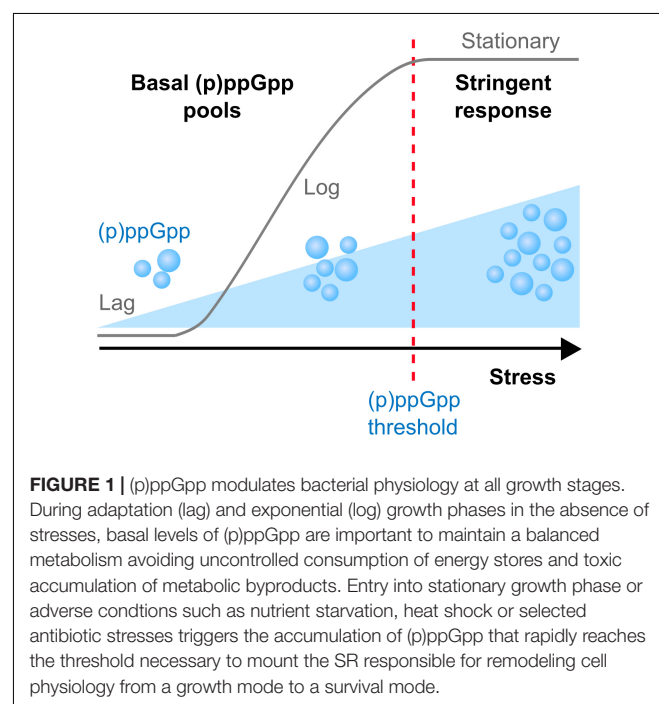 Stationary
Basal (p)ppGpp
pools
Stringent
response
Log
(p)ppGpp
Lag
Stress
(p)ppGpp
threshold
FIGURE 1 | (p)ppGpp modulates bacterial physiology at all growth stages.
During adaptation (lag) and exponential (log) growth phases in the absence of
stresses, basal levels of (p)ppGpp are important to maintain a balanced
metabolism avoiding uncontrolled consumption of energy stores and toxic
accumulation of metabolic byproducts. Entry into stationary growth phase or
adverse condtions such as nutrient starvation, heat shock or selected
antibiotic stresses triggers the accumulation of (p)ppGpp that rapidly reaches
the threshold necessary to mount the SR responsible for remodeling cell
physiology from a growth mode to a survival mode.